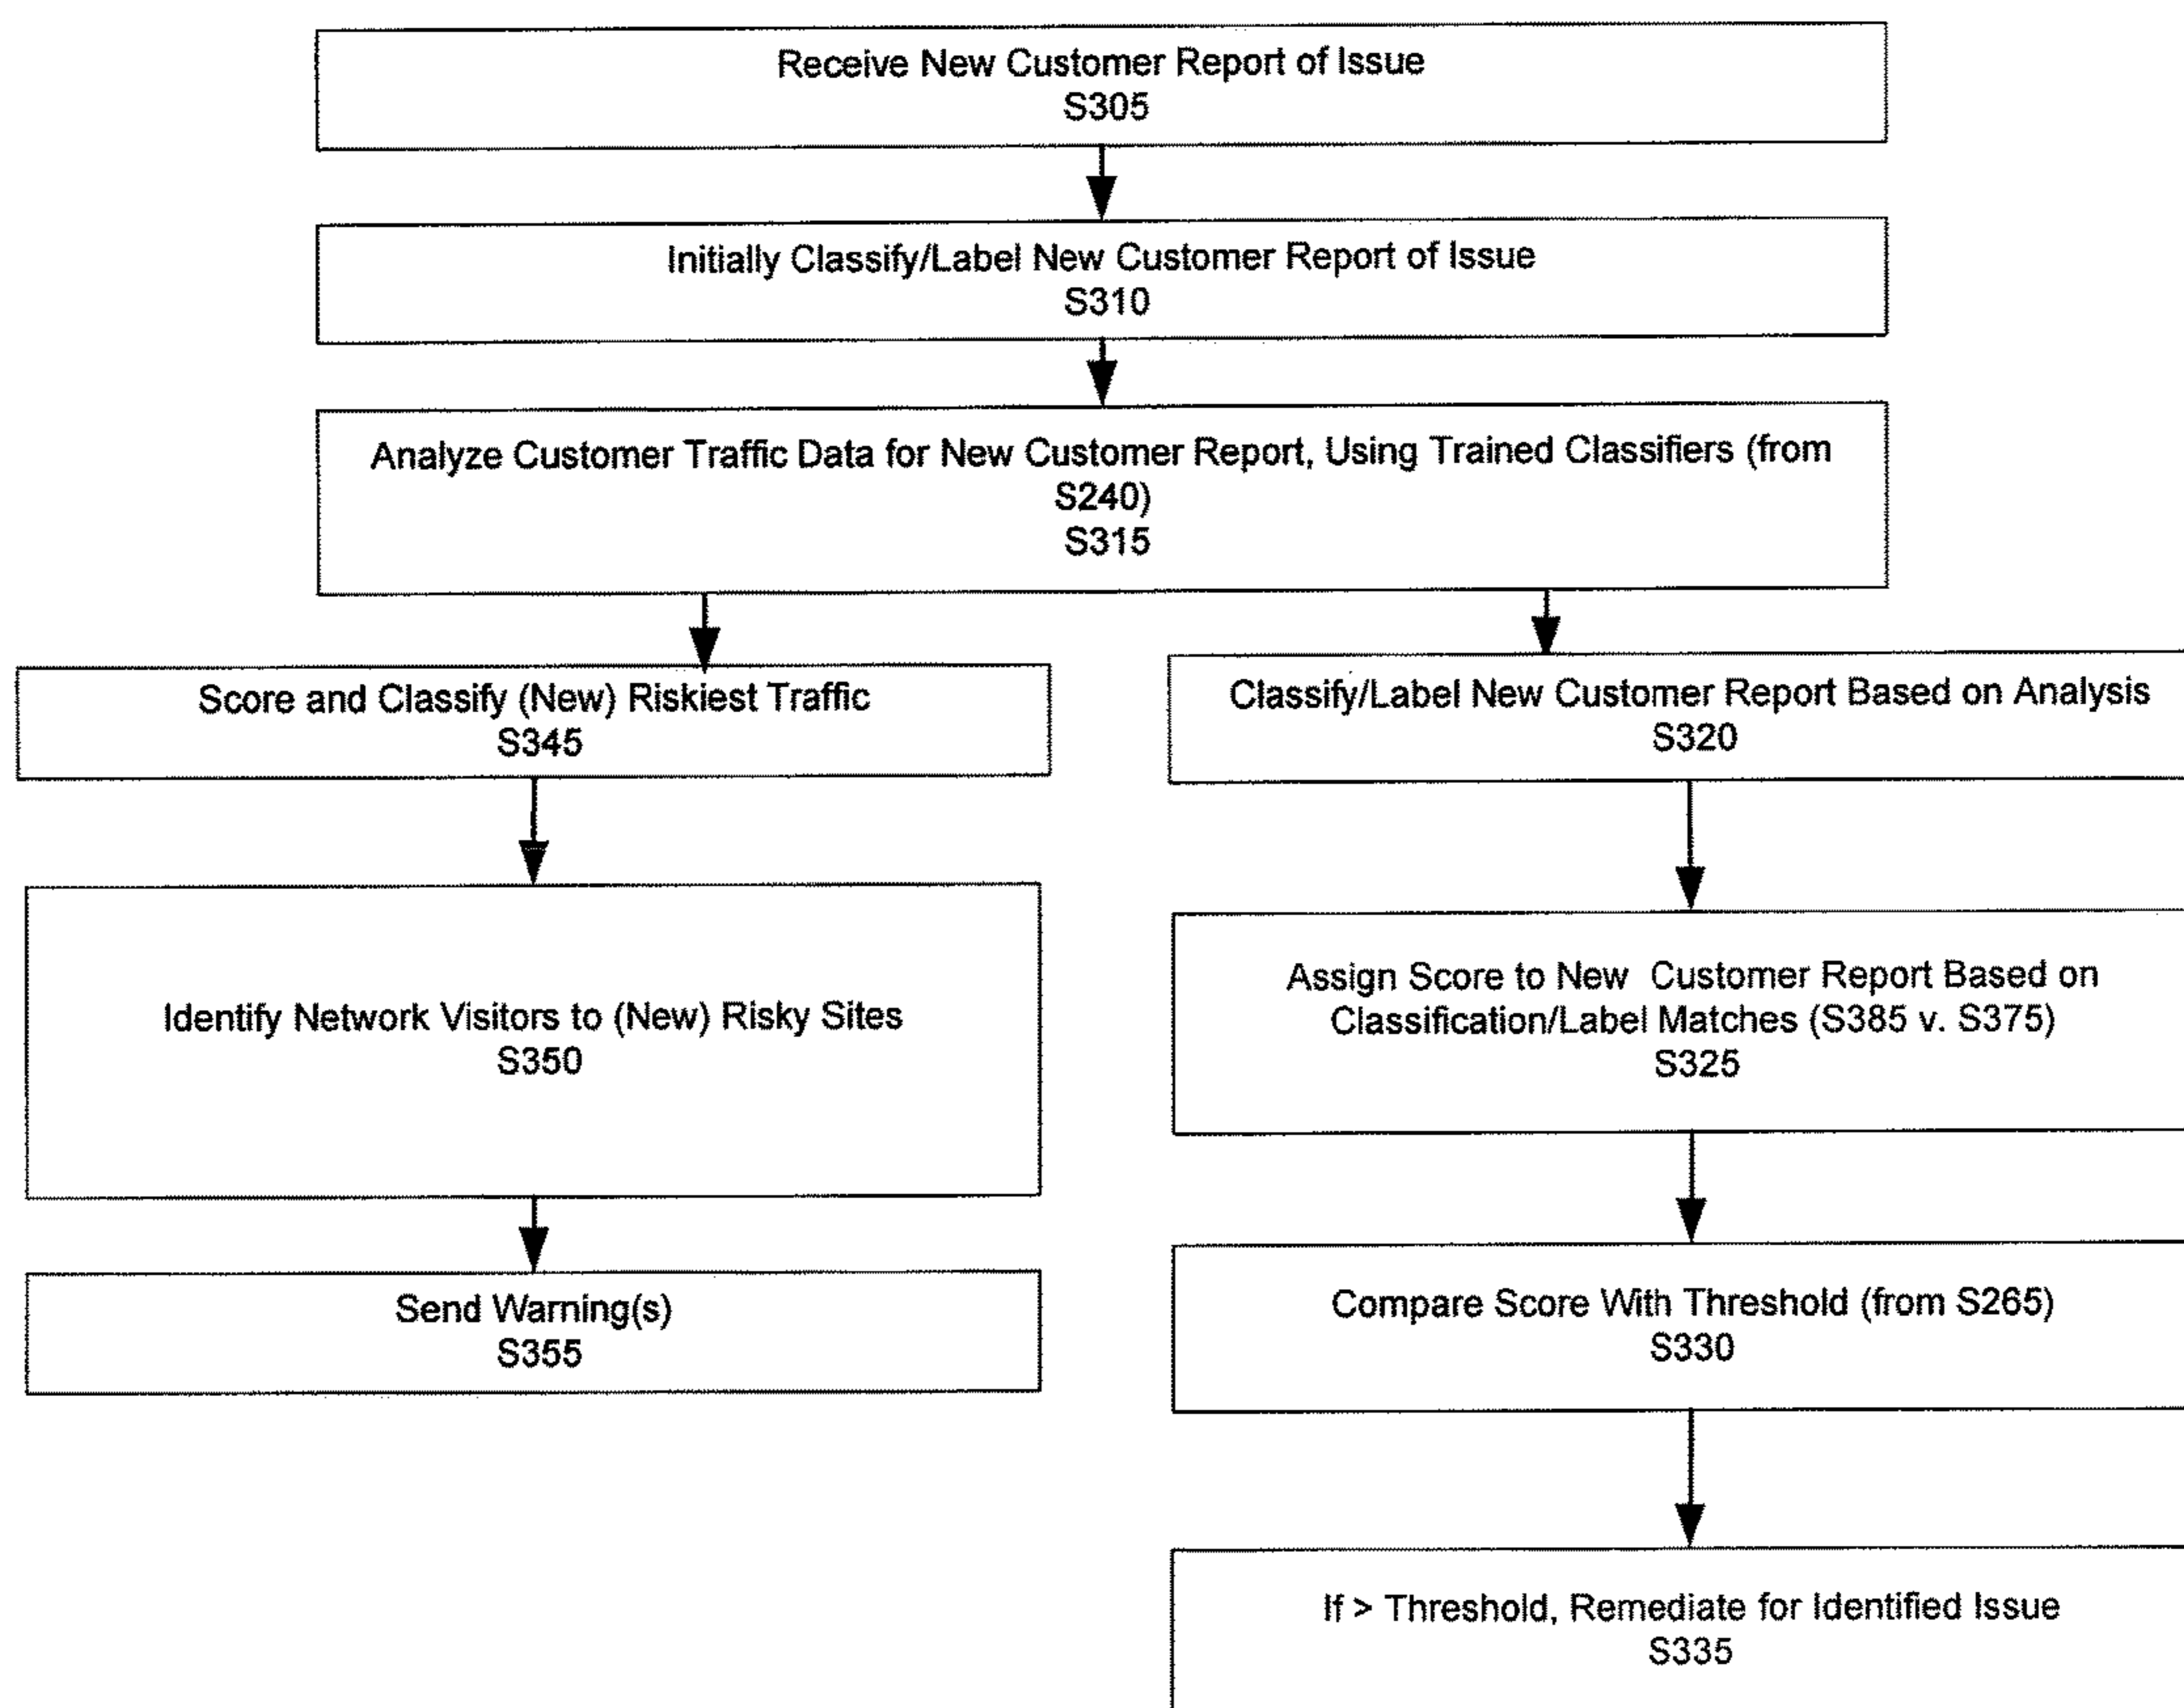 Receive New Customer Report of Issue
S305
Initially Classify/Label New Customer Report of Issue
S310
Analyze Customer Traffic Data for New Customer Report, Using Trained Classifiers (from
S240)
S315
Score and Classify (New) Riskiest Traffic
S345
Identify Network Visitors to (New) Risky Sites
S350
Send Warning(s)
S355
Classify/Label New Customer Report Based on Analysis
S320
Assign Score to New Customer Report Based on
Classification/Label Matches (S385 v. S375)
S325
Compare Score With Threshold (from S265)
S330
If > Threshold, Remediate for Identified Issue
S335